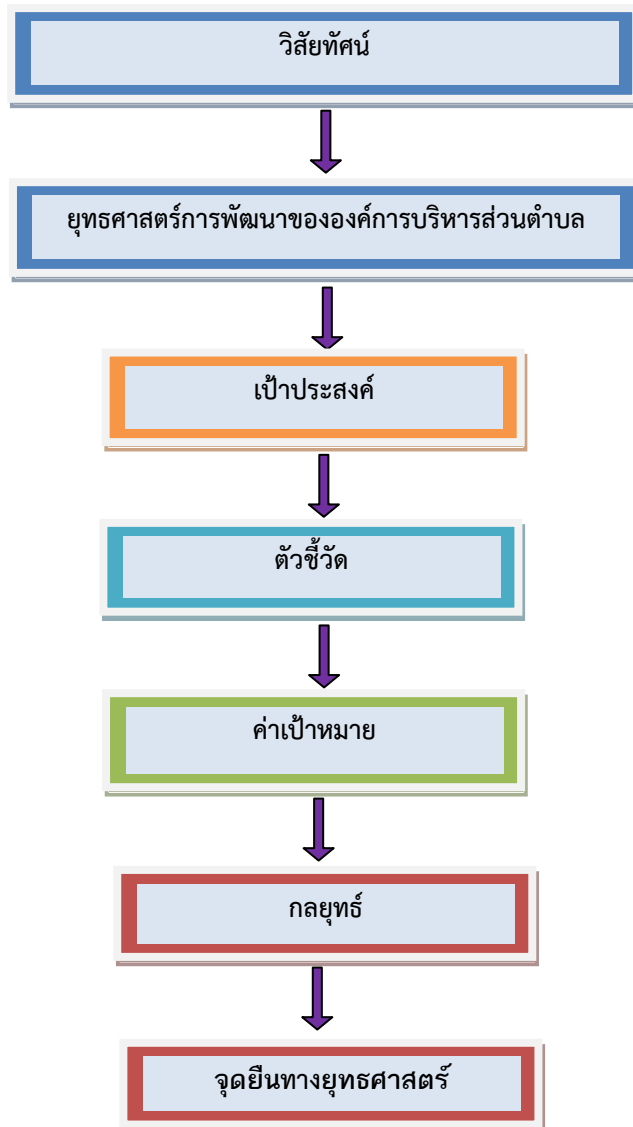 วิสัยทัศน์
ยุทธศาสตร์การพัฒนาขององค์การบริหารส่วนตำบล
เป้าประสงค์
ตัวชี้วัด
ค่าเป้าหมาย
กลยุทธ์
จุดยืนทางยุทธศาสตร์